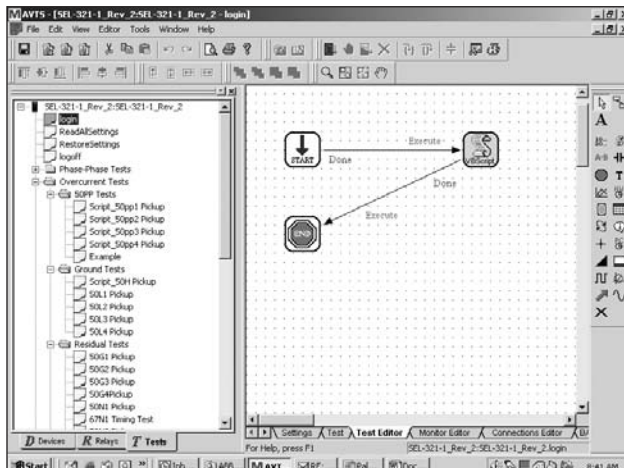 AVTS - [SEL-321-1_Rev_2:SEL-321-1_Rev_2 - login]
File Edit View Editor Tools Window Help
SEL-321-1_Rev_2:SEL-321-1_Rev_2
login
ReadAllSettings
RestoreSettings
logoff
Phase-Phase Tests
Overcurrent Tests
50PP Tests
Script_50pp1 Pickup
Script_50pp2 Pickup
Script_50pp3 Pickup
Script_50pp4 Pickup
Example
Ground Tests
Script_50H Pickup
50L1 Pickup
50L2 Pickup
50L3 Pickup
50L4 Pickup
Residual Tests
50G1 Pickup
50G2 Pickup
50G3 Pickup
50G4Pickup
50N1 Pickup
67N1 Timing Test
D Devices R Relays T Tests
START
Done
Execute
VBScript
Done
Execute
END
A
A-B
T
Settings Test Test Editor Monitor Editor Connections Editor
For Help, press F1
SEL-321-1_Rev_2:SEL-321-1_Rev_2.login
Start
8:41 AM